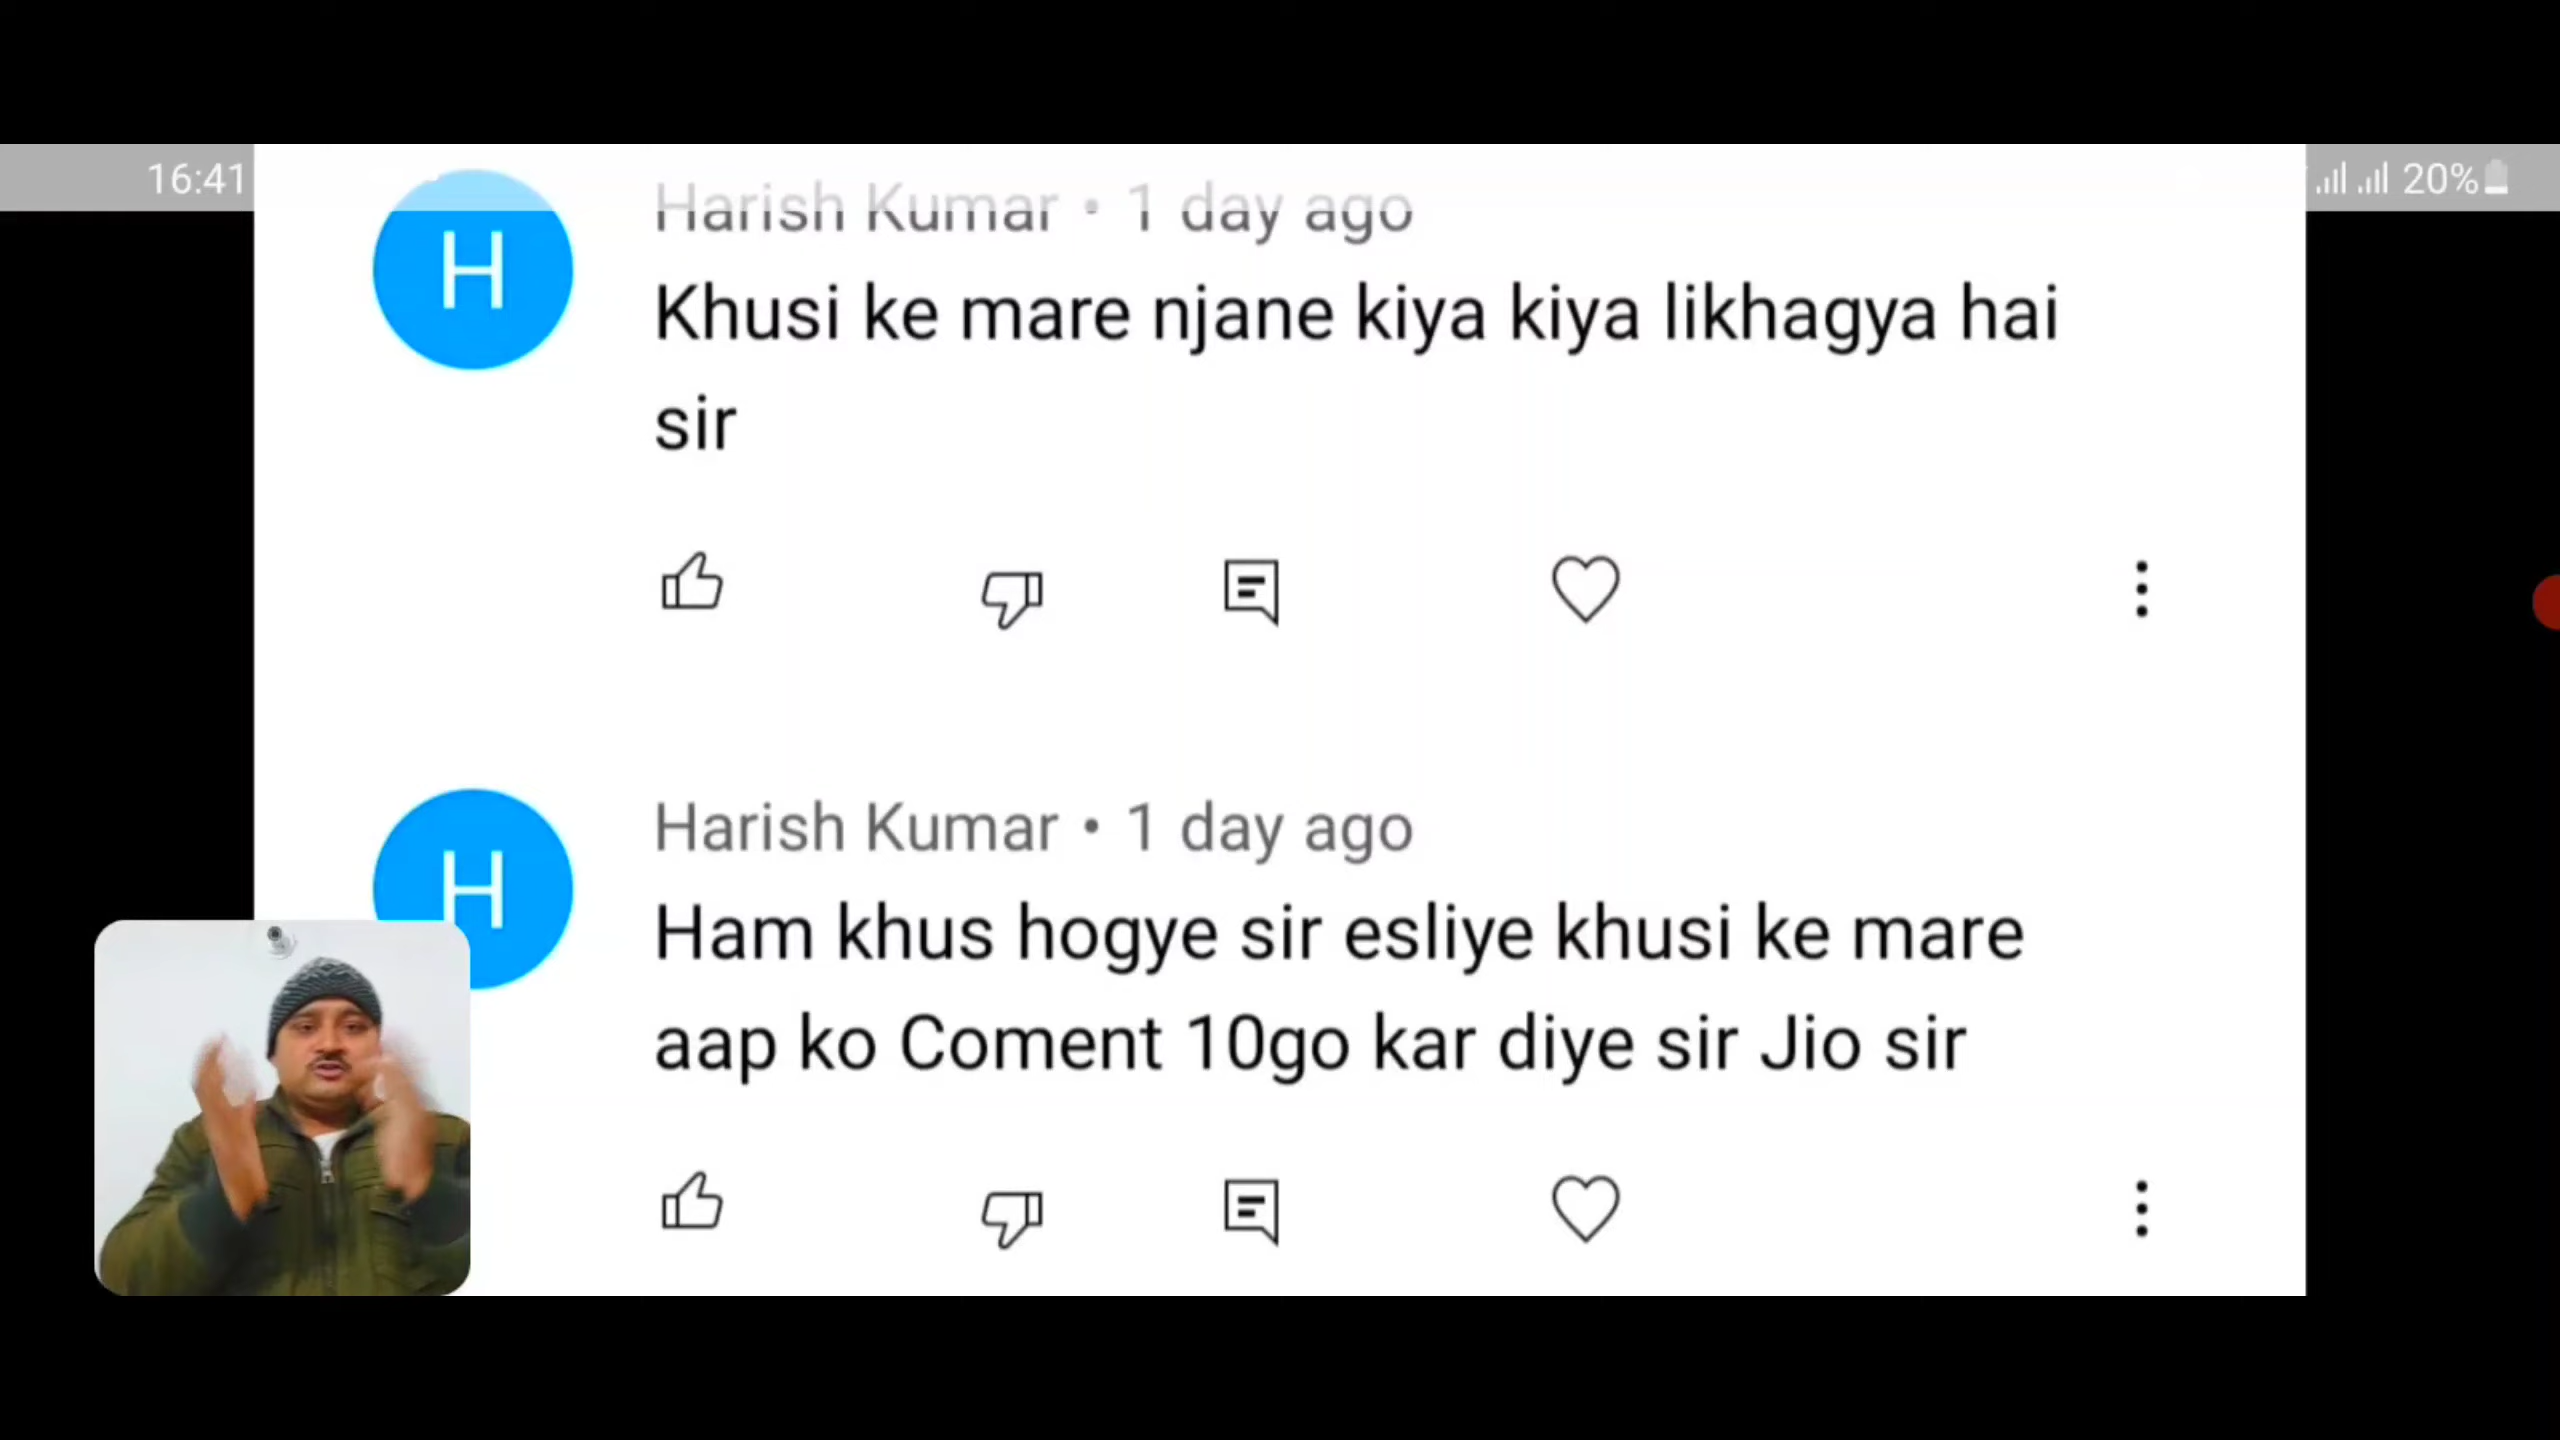 16:41
20%
H
Harish Kumar • 1 day ago
Khusi ke mare njane kiya kiya likhagya hai
sir
H
Harish Kumar • 1 day ago
Ham khus hogye sir esliye khusi ke mare
aap ko Coment 10go kar diye sir Jio sir